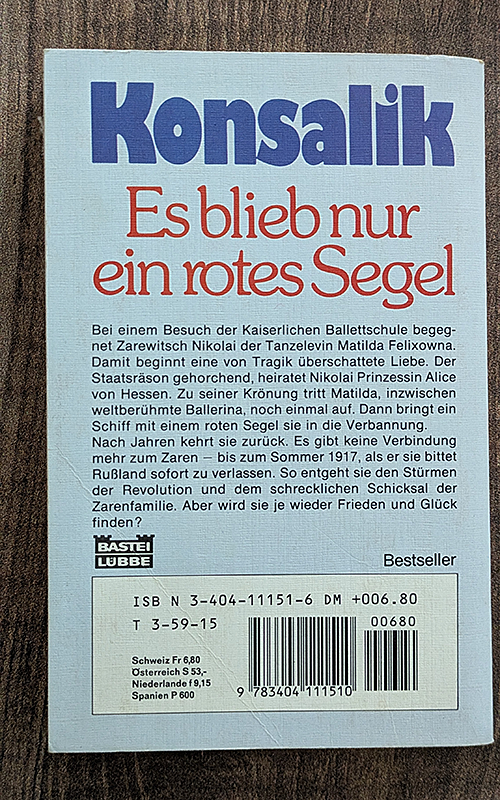 Konsalik
Es blieb nur
ein rotes Segel
Bei einem Besuch der Kaiserlichen Ballettschule begeg-
net Zarewitsch Nikolai der Tanzelevin Matilda Felixowna.
Damit beginnt eine von Tragik überschattete Liebe. Der
Staatsräson gehorchend, heiratet Nikolai Prinzessin Alice
von Hessen. Zu seiner Krönung tritt Matilda, inzwischen
weltberühmte Ballerina, noch einmal auf. Dann bringt ein
Schiff mit einem roten Segel sie in die Verbannung.
Nach Jahren kehrt sie zurück. Es gibt keine Verbindung
mehr zum Zaren – bis zum Sommer 1917, als er sie bittet
Rußland sofort zu verlassen. So entgeht sie den Stürmen
der Revolution und dem schrecklichen Schicksal der
Zarenfamilie. Aber wird sie je wieder Frieden und Glück
finden?
BASTEI
LÜBBE
Bestseller
ISB N 3-404-11151-6 DM +006.80
T 3-59-15
00680
Schweiz Fr 6,80
Österreich S 53,-
Niederlande f 9,15
Spanien P 600
9 783404 111510